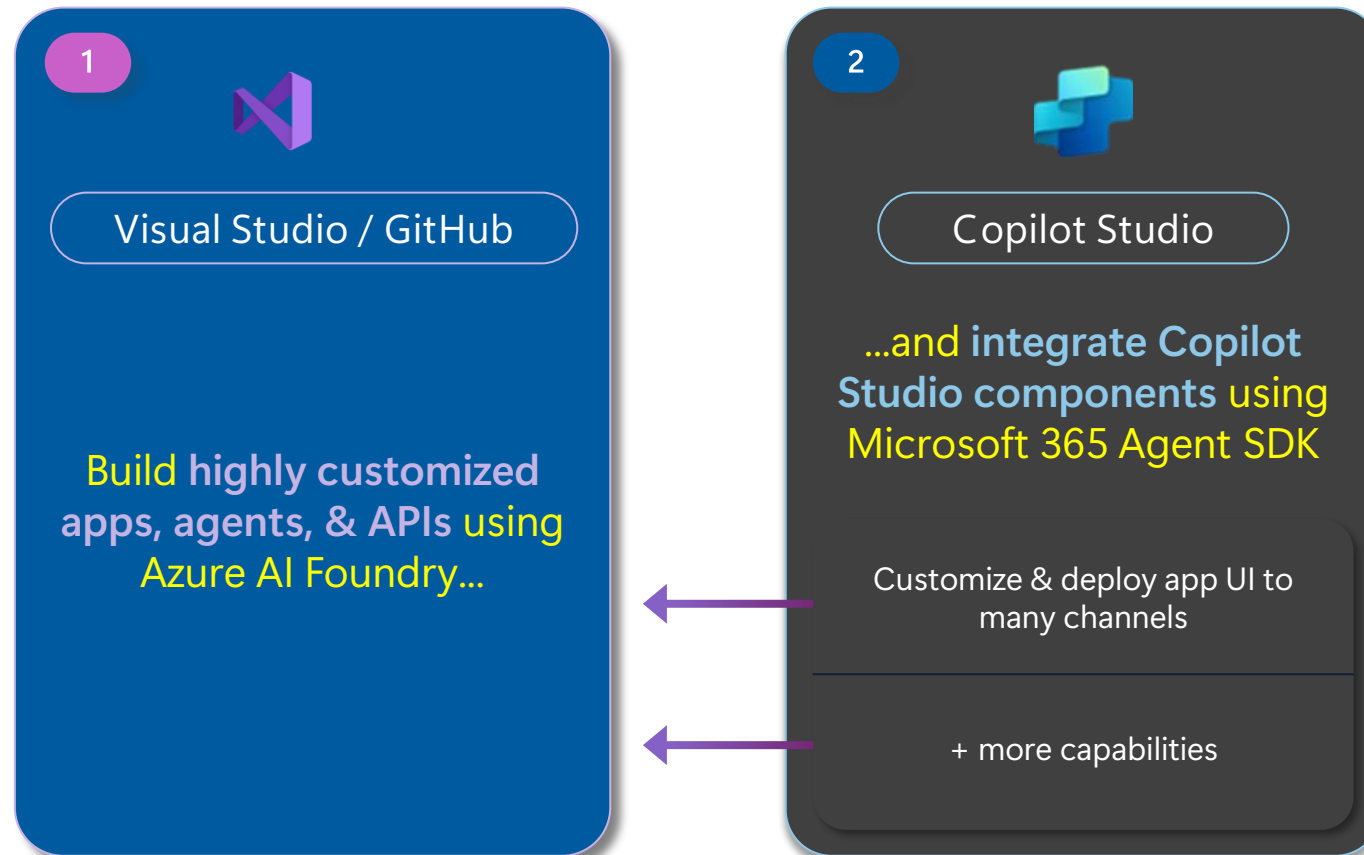 1
Visual Studio / GitHub
Build highly customized
apps, agents, & APIs using
Azure AI Foundry...
2
Copilot Studio
...and integrate Copilot
Studio components using
Microsoft 365 Agent SDK
Customize & deploy app UI to
many channels
+ more capabilities